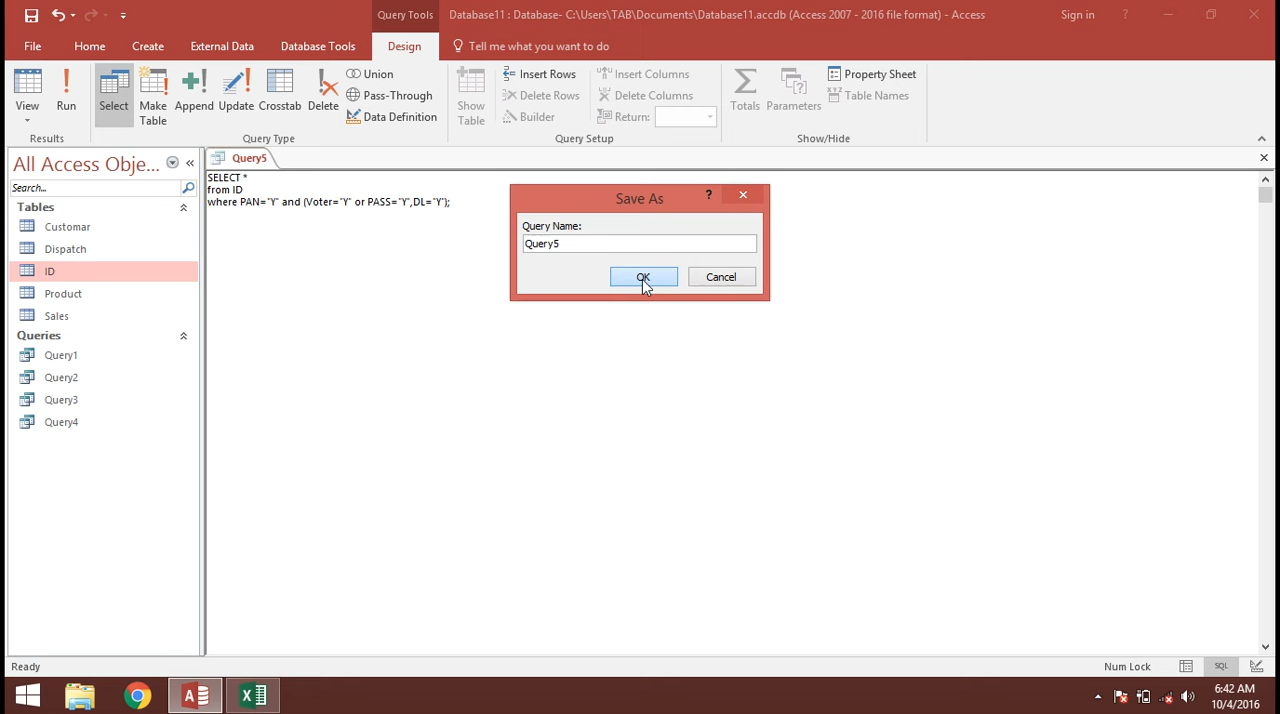 Query Tools
Database11 : Database- C:\Users\TAB\Documents\Database11.accdb (Access 2007 - 2016 file format) - Access
Sign in
?
File
Home
Create
External Data
Database Tools
Design
Tell me what you want to do
View
Run
Select
Make Table
Append
Update
Crosstab
Delete
Union
Pass-Through
Data Definition
Show Table
Insert Rows
Delete Rows
Builder
Insert Columns
Delete Columns
Return:
Totals
Parameters
Property Sheet
Table Names
Results
Query Type
Query Setup
Show/Hide
All Access Obje...
Search...
Tables
Customar
Dispatch
ID
Product
Sales
Queries
Query1
Query2
Query3
Query4
Query5
SELECT *
from ID
where PAN="Y" and (Voter="Y" or PASS="Y",DL="Y");
Save As
?
Query Name:
Query5
OK
Cancel
Ready
Num Lock
SQL
6:42 AM
10/4/2016